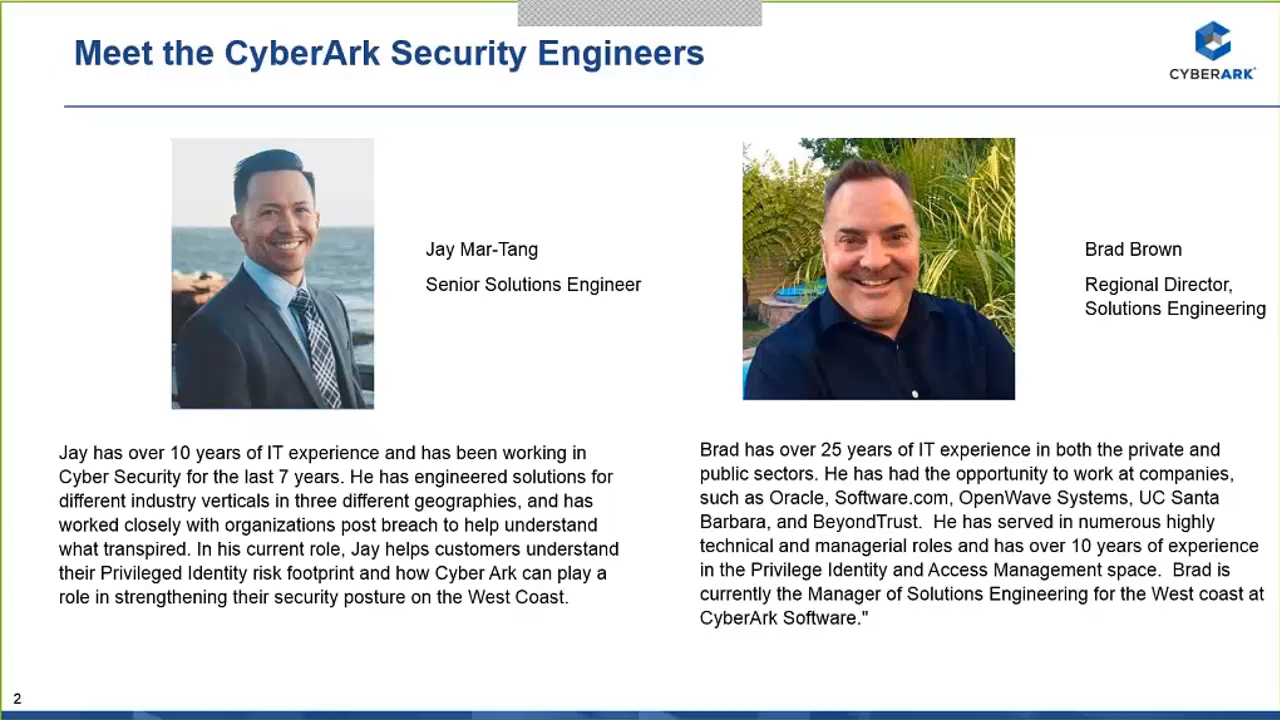 Meet the CyberArk Security Engineers
CYBERARK
Jay Mar-Tang
Senior Solutions Engineer
Jay has over 10 years of IT experience and has been working in
Cyber Security for the last 7 years. He has engineered solutions for
different industry verticals in three different geographies, and has
worked closely with organizations post breach to help understand
what transpired. In his current role, Jay helps customers understand
their Privileged Identity risk footprint and how Cyber Ark can play a
role in strengthening their security posture on the West Coast.
Brad Brown
Regional Director,
Solutions Engineering
Brad has over 25 years of IT experience in both the private and
public sectors. He has had the opportunity to work at companies,
such as Oracle, Software.com, OpenWave Systems, UC Santa
Barbara, and BeyondTrust.  He has served in numerous highly
technical and managerial roles and has over 10 years of experience
in the Privilege Identity and Access Management space.  Brad is
currently the Manager of Solutions Engineering for the West coast at
CyberArk Software."
2